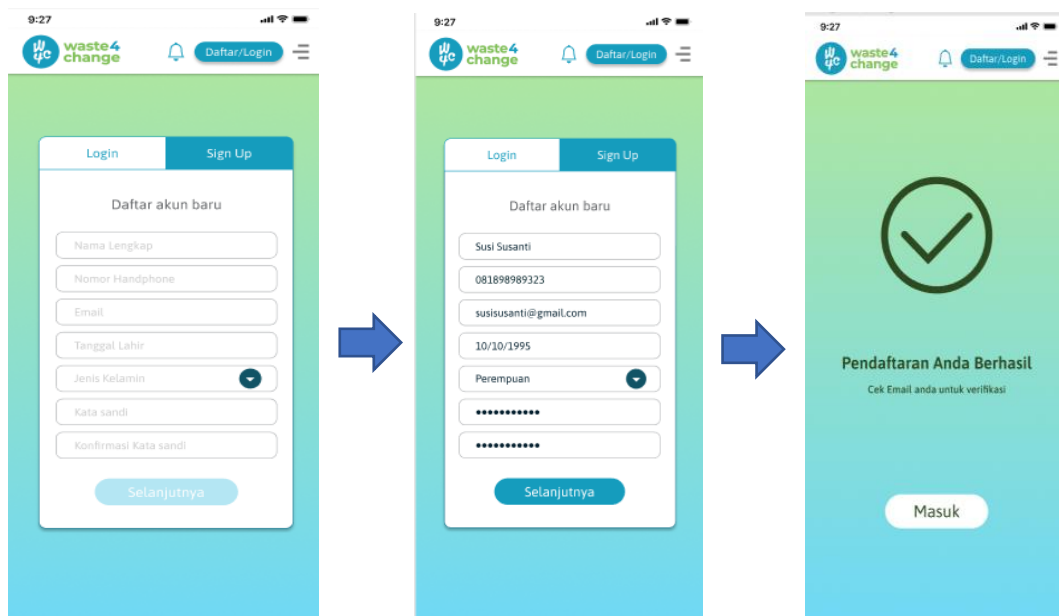 9:27
waste4
change
Daftar/Login
Login
Sign Up
Daftar akun baru
Nama Lengkap
Nomor Handphone
Email
Tanggal Lahir
Jenis Kelamin
Kata sandi
Konfirmasi Kata sandi
Selanjutnya
9:27
waste4
change
Daftar/Login
Login
Sign Up
Daftar akun baru
Susi Susanti
081898989323
susisusanti@gmail.com
10/10/1995
Perempuan
•••••••••••
•••••••••••
Selanjutnya
9:27
waste4
change
Daftar/Login
Pendaftaran Anda Berhasil
Cek Email anda untuk verifikasi
Masuk